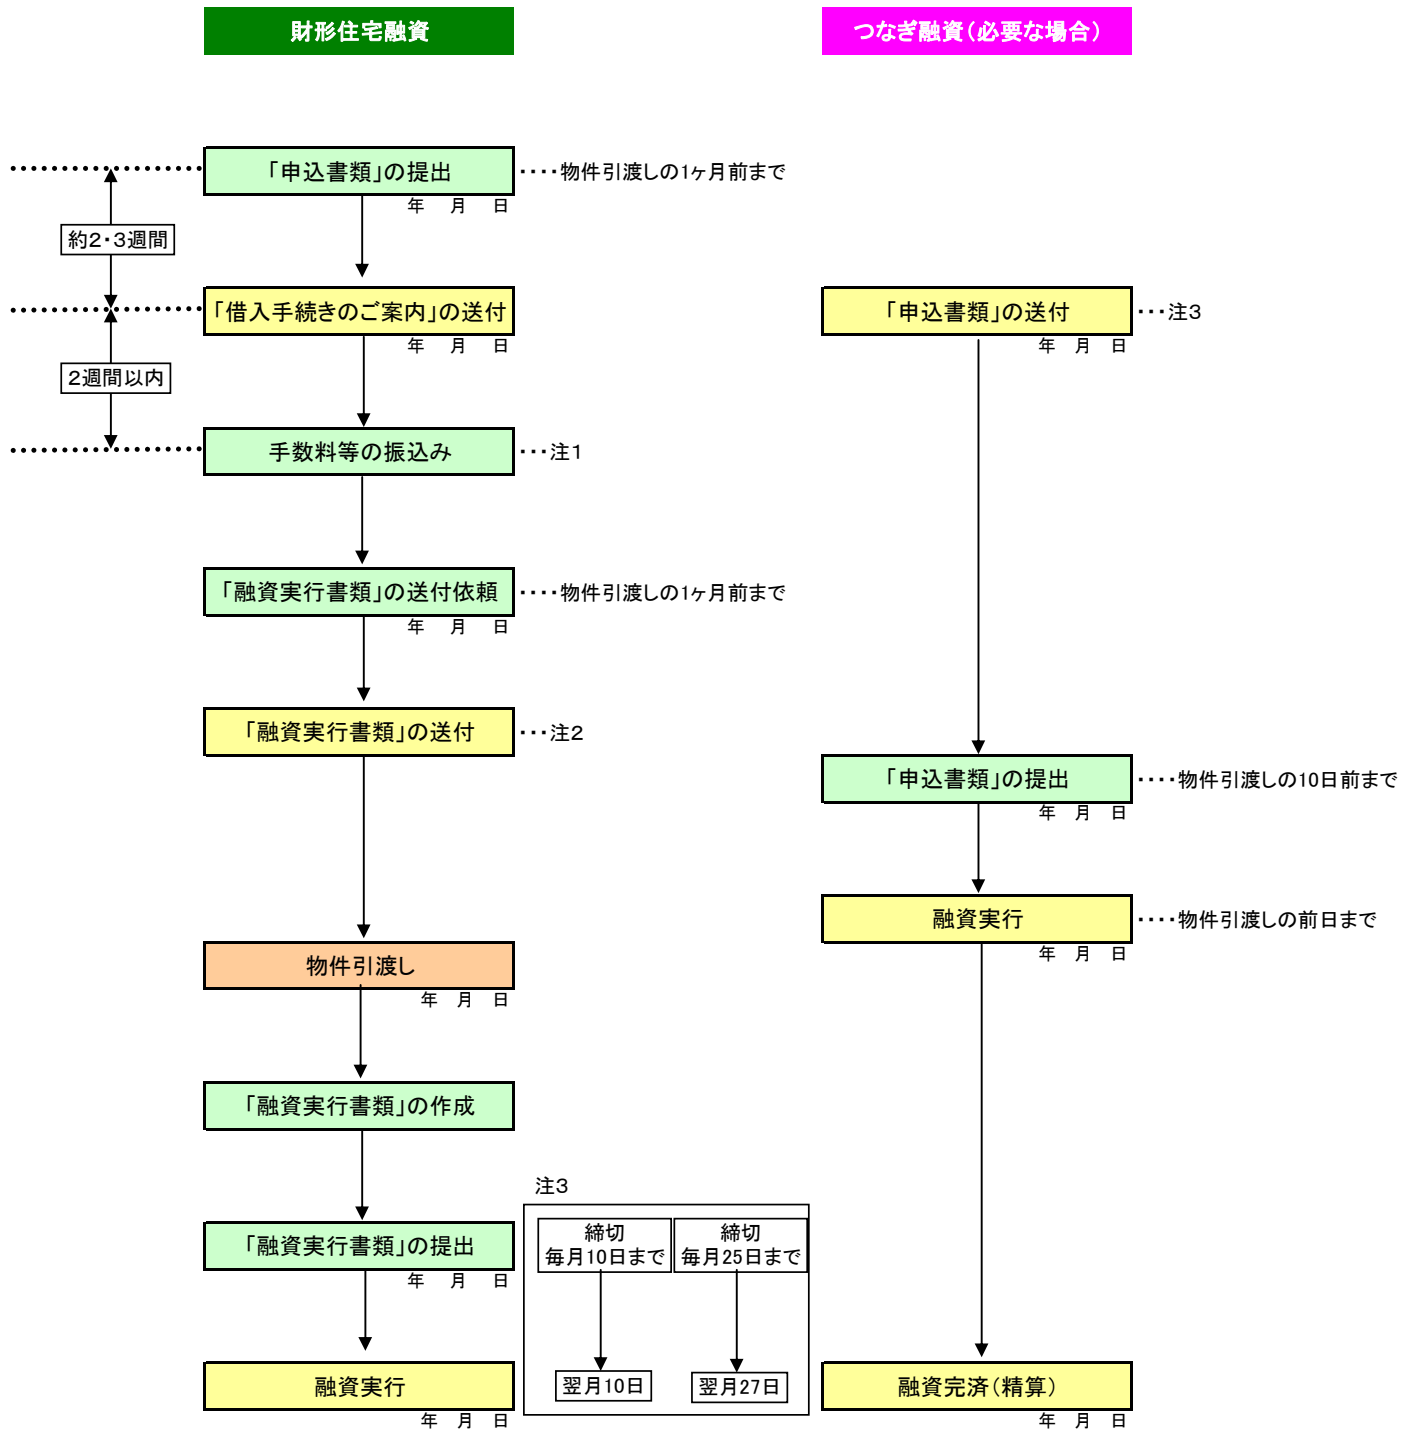 財形住宅融資
つなぎ融資（必要な場合）
「申込書類」の提出
････物件引渡しの1ヶ月前まで
年 月 日
約２・３週間
「借入手続きのご案内」の送付
年 月 日
「申込書類」の送付
･･･注３
年 月 日
２週間以内
手数料等の振込み
･･･注１
「融資実行書類」の送付依頼
････物件引渡しの1ヶ月前まで
年 月 日
「融資実行書類」の送付
･･･注２
「申込書類」の提出
････物件引渡しの10日前まで
年 月 日
融資実行
････物件引渡しの前日まで
年 月 日
物件引渡し
年 月 日
「融資実行書類」の作成
注３
「融資実行書類」の提出
年 月 日
締切
毎月10日まで
締切
毎月25日まで
翌月10日
翌月27日
融資実行
年 月 日
融資完済（精算）
年 月 日